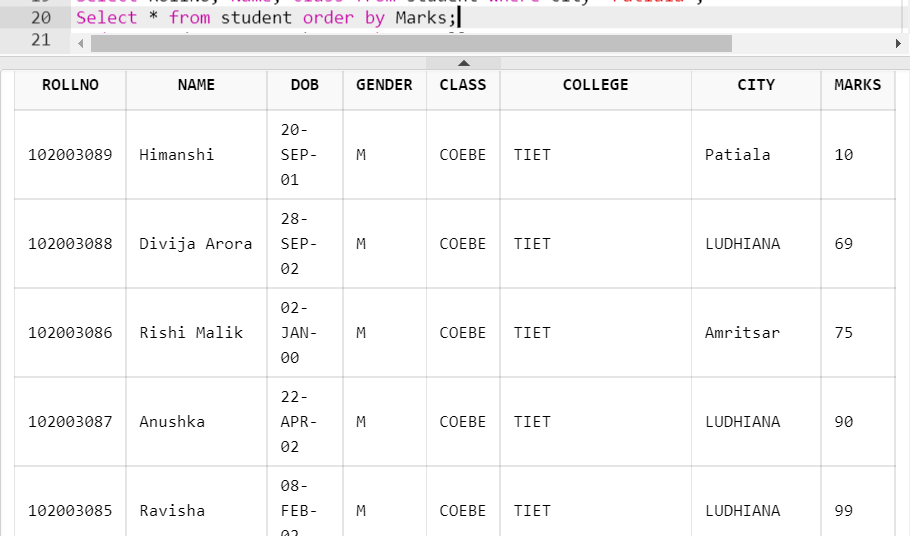 20 Select * from student order by Marks;
21
ROLLNO NAME DOB GENDER CLASS COLLEGE CITY MARKS
102003089 Himanshi 20-SEP-01 M COEBE TIET Patiala 10
102003088 Divija Arora 28-SEP-02 M COEBE TIET LUDHIANA 69
102003086 Rishi Malik 02-JAN-00 M COEBE TIET Amritsar 75
102003087 Anushka 22-APR-02 M COEBE TIET LUDHIANA 90
102003085 Ravisha 08-FEB- M COEBE TIET LUDHIANA 99